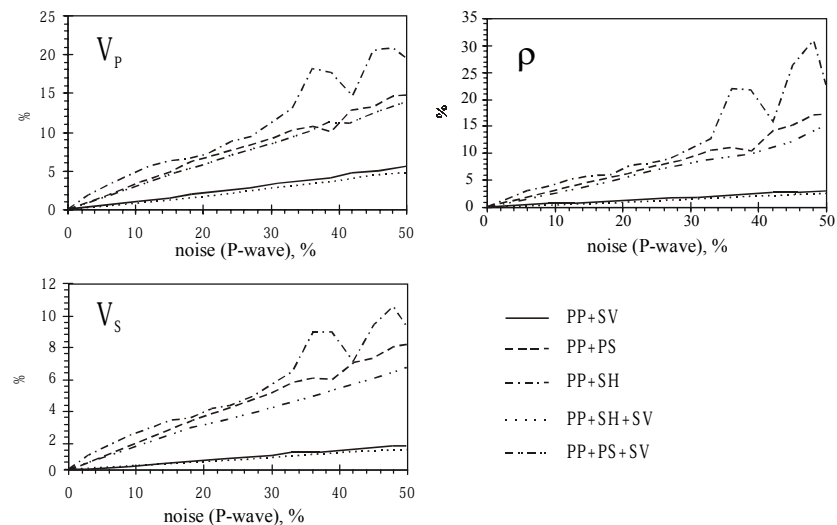 V_P
25
20
15
10
5
0
%
0 10 20 30 40 50
noise (P-wave), %
ρ
35
30
25
20
15
10
5
0
%
0 10 20 30 40 50
noise (P-wave), %
V_S
12
10
8
6
4
2
0
%
0 10 20 30 40 50
noise (P-wave), %
PP+SV
PP+PS
PP+SH
PP+SH+SV
PP+PS+SV